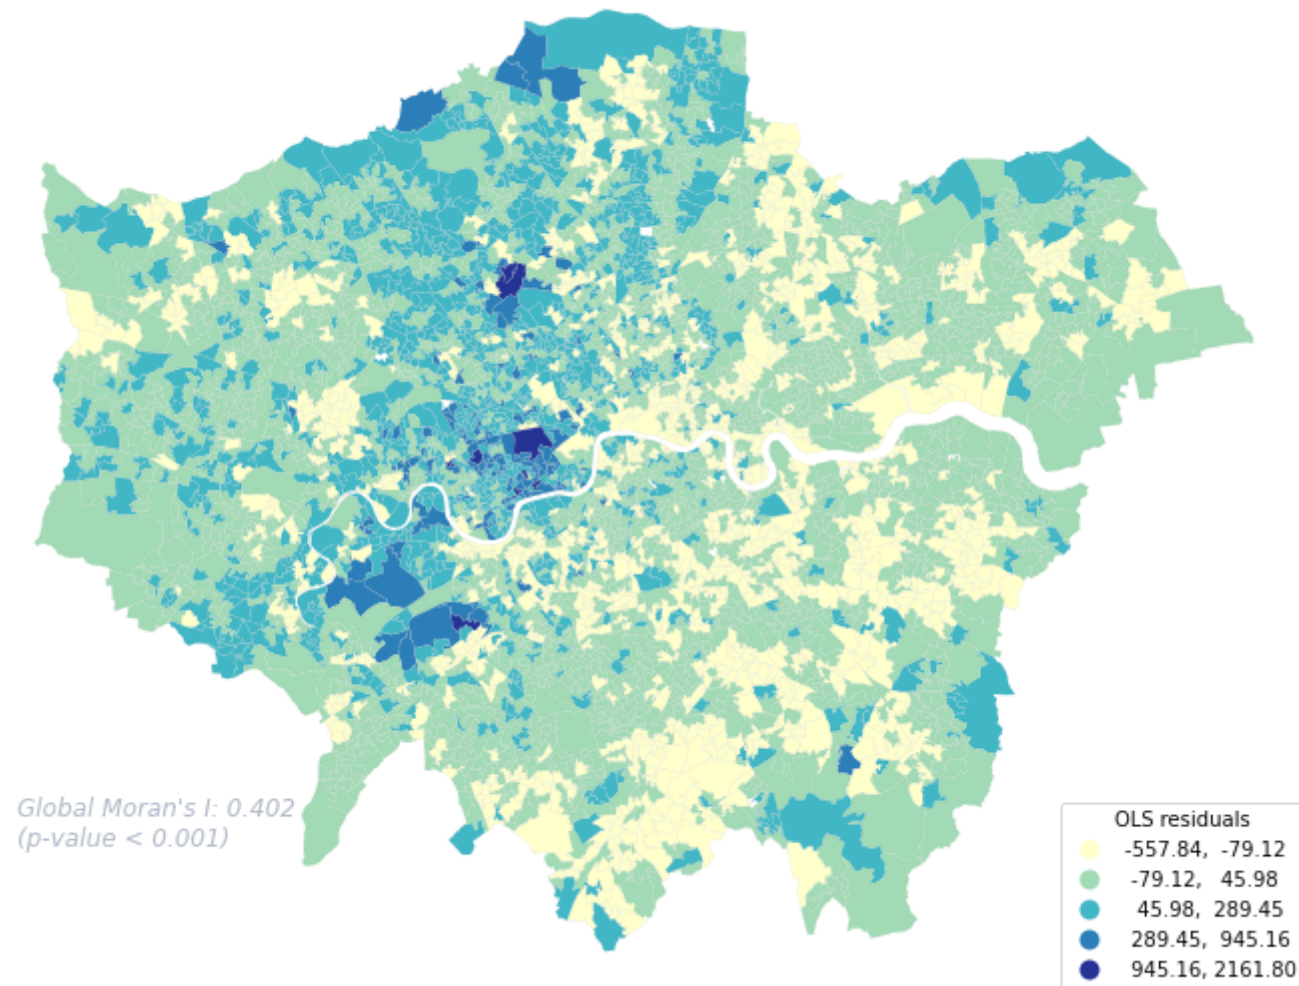 Global Moran's I: 0.402
(p-value < 0.001)
OLS residuals
-557.84, -79.12
-79.12, 45.98
45.98, 289.45
289.45, 945.16
945.16, 2161.80